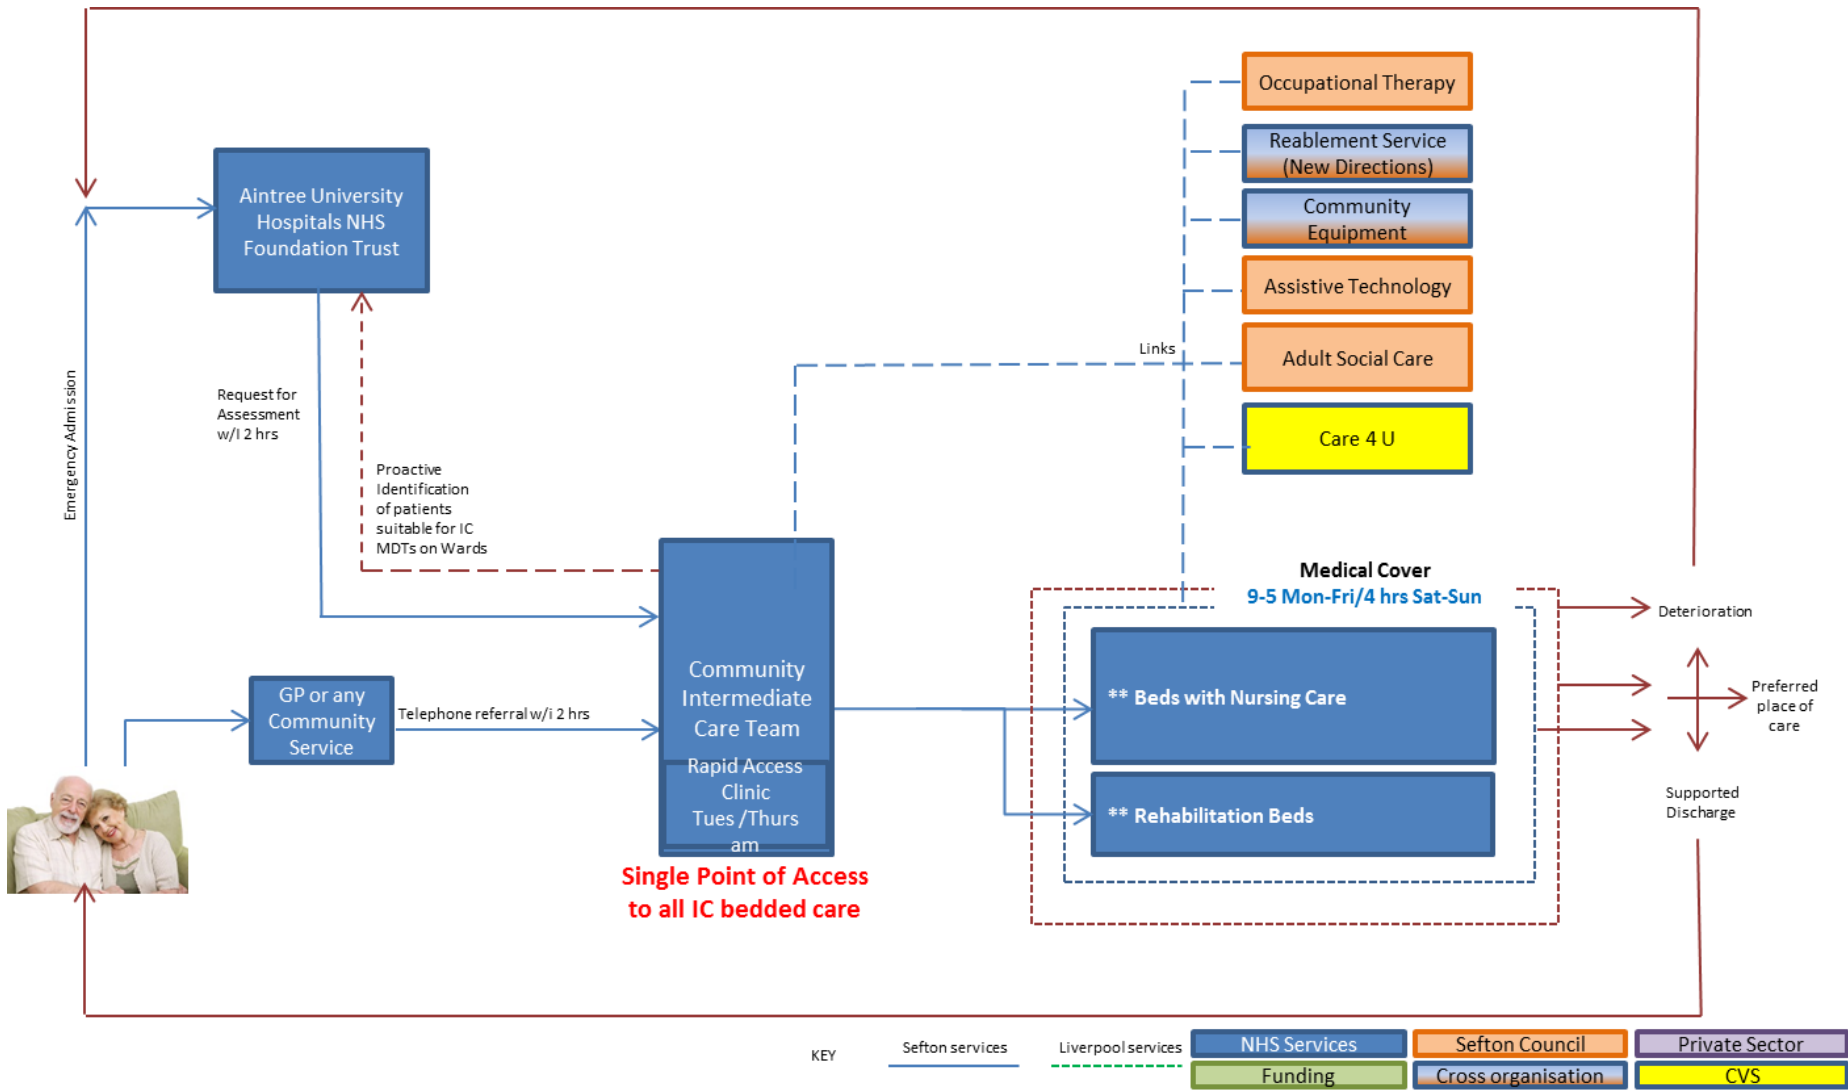 Occupational Therapy
Reablement Service
(New Directions)
Community
Equipment
Assistive Technology
Adult Social Care
Care 4 U
Links
Aintree University
Hospitals NHS
Foundation Trust
Emergency Admission
Request for
Assessment
w/I 2 hrs
Proactive
Identification
of patients
suitable for IC
MDTs on Wards
GP or any
Community
Service
Telephone referral w/i 2 hrs
Community
Intermediate
Care Team
Rapid Access
Clinic
Tues /Thurs
am
Single Point of Access
to all IC bedded care
Medical Cover
9-5 Mon-Fri/4 hrs Sat-Sun
** Beds with Nursing Care
** Rehabilitation Beds
Deterioration
Preferred
place of
care
Supported
Discharge
KEY
Sefton services
Liverpool services
NHS Services
Sefton Council
Private Sector
Funding
Cross organisation
CVS